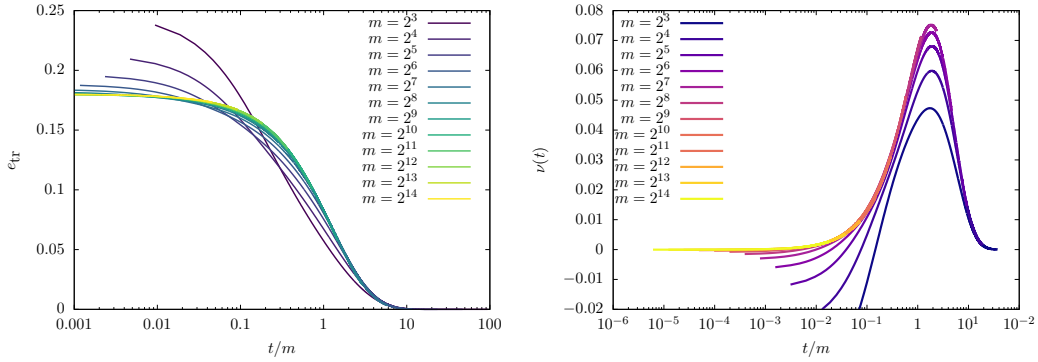 0.25
0.2
0.15
0.1
0.05
0
0.001
0.01
0.1
1
10
100
e_tr
t/m
m = 2^3
m = 2^4
m = 2^5
m = 2^6
m = 2^7
m = 2^8
m = 2^9
m = 2^10
m = 2^11
m = 2^12
m = 2^13
m = 2^14
0.08
0.07
0.06
0.05
0.04
0.03
0.02
0.01
0
−0.01
−0.02
10^−6
10^−5
10^−4
10^−3
10^−2
10^−1
1
10^1
10^−2
ν(t)
t/m
m = 2^3
m = 2^4
m = 2^5
m = 2^6
m = 2^7
m = 2^8
m = 2^9
m = 2^10
m = 2^11
m = 2^12
m = 2^13
m = 2^14